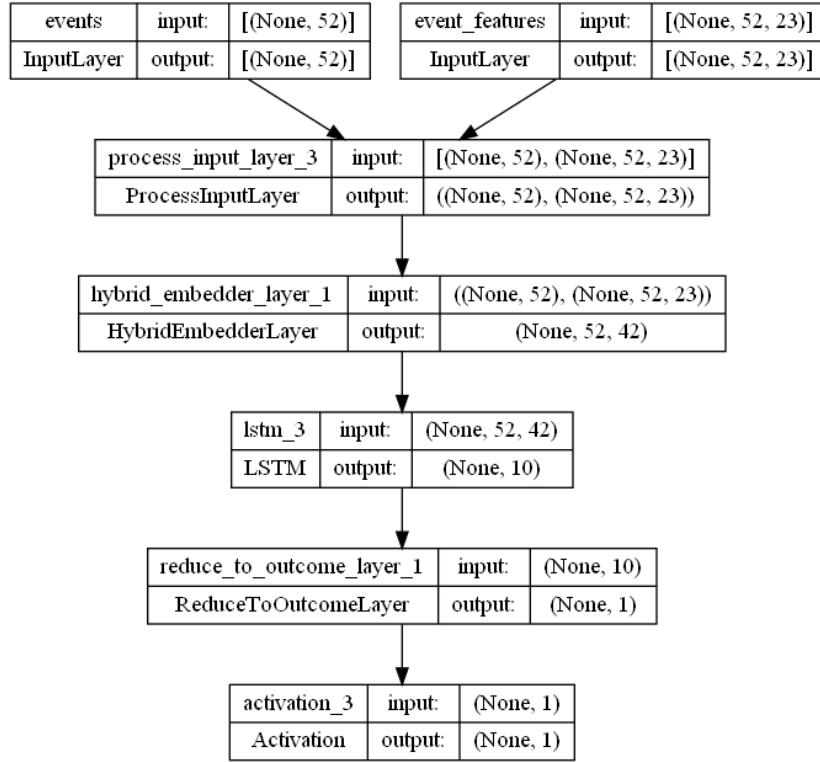 events input: [(None, 52)]
InputLayer output: [(None, 52)]
event_features input: [(None, 52, 23)]
InputLayer output: [(None, 52, 23)]
process_input_layer_3 input: [(None, 52), (None, 52, 23)]
ProcessInputLayer output: ((None, 52), (None, 52, 23))
hybrid_embedder_layer_1 input: ((None, 52), (None, 52, 23))
HybridEmbedderLayer output: (None, 52, 42)
lstm_3 input: (None, 52, 42)
LSTM output: (None, 10)
reduce_to_outcome_layer_1 input: (None, 10)
ReduceToOutcomeLayer output: (None, 1)
activation_3 input: (None, 1)
Activation output: (None, 1)